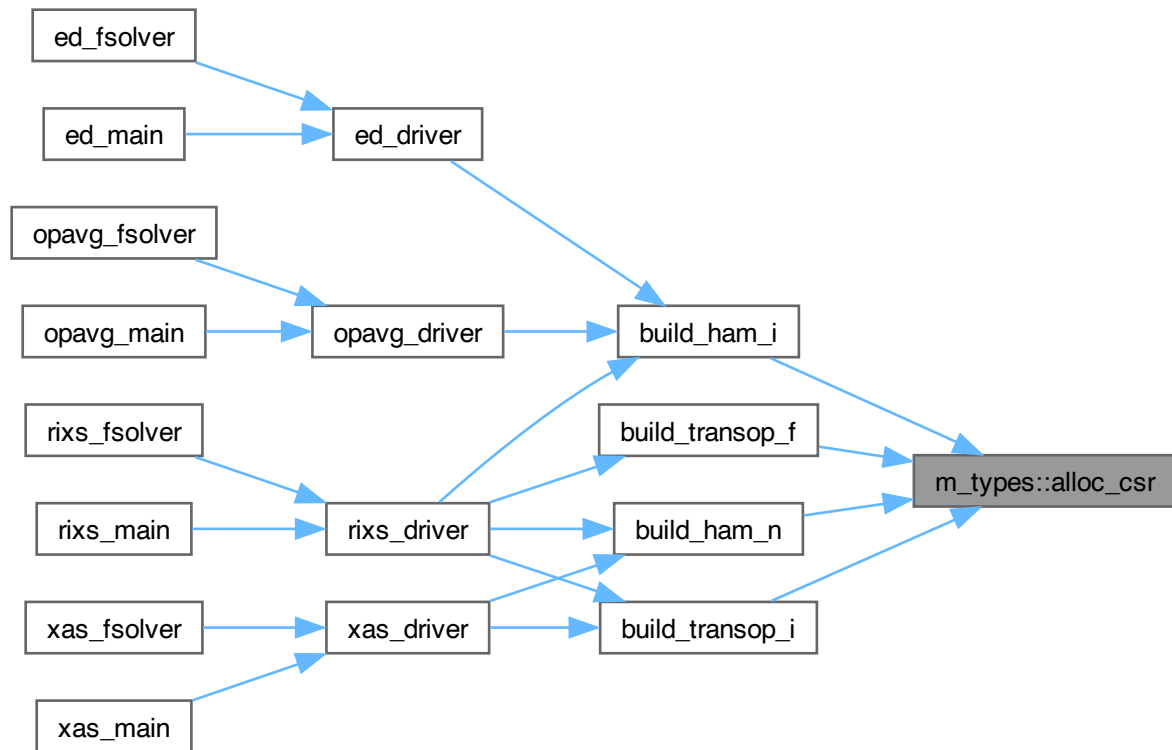 ed_fsolver
ed_main
ed_driver
opavg_fsolver
opavg_main
opavg_driver
build_ham_i
rixs_fsolver
build_transop_f
m_types::alloc_csr
rixs_main
rixs_driver
build_ham_n
xas_fsolver
xas_driver
build_transop_i
xas_main